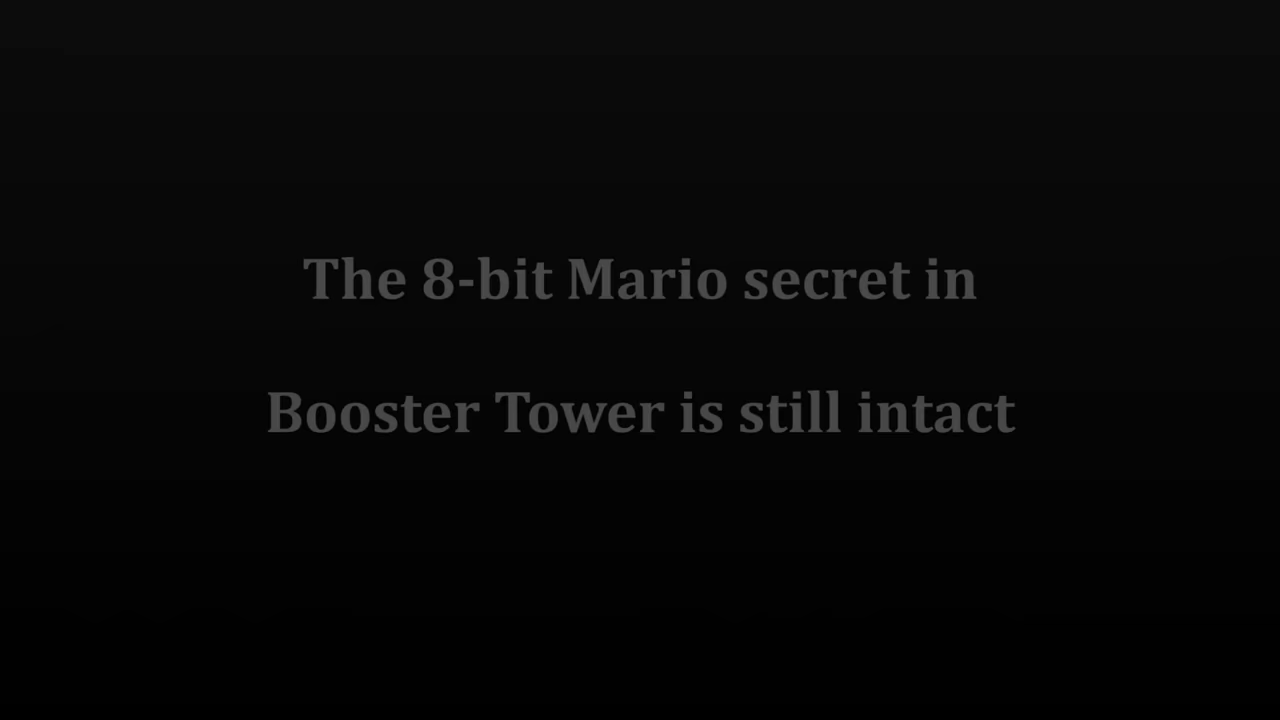 The 8-bit Mario secret in
Booster Tower is still intact